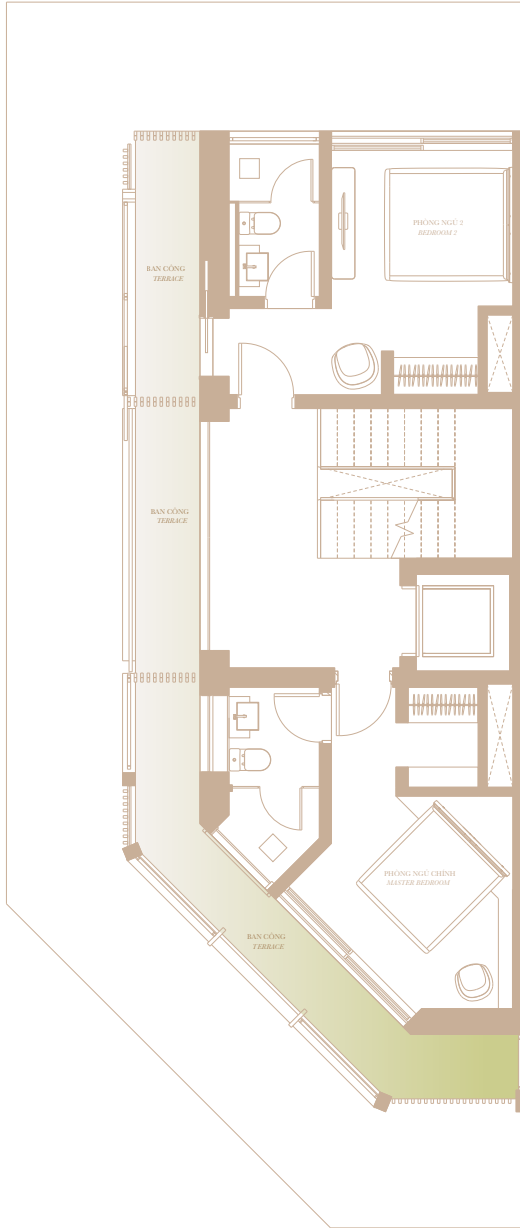 PHÒNG NGỦ 2
BEDROOM 2
BAN CÔNG
TERRACE
BAN CÔNG
TERRACE
PHÒNG NGỦ CHÍNH
MASTER BEDROOM
BAN CÔNG
TERRACE